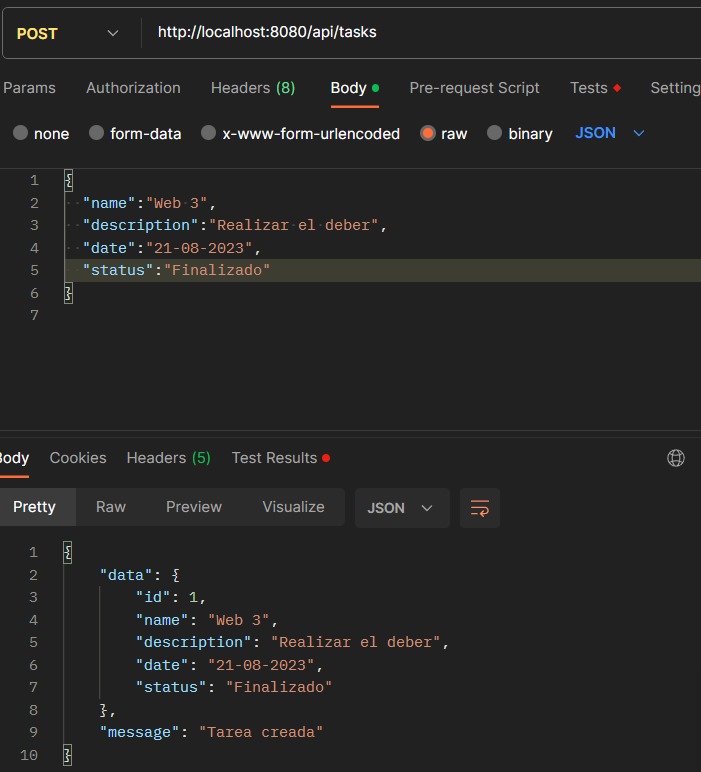 POST http://localhost:8080/api/tasks
Params Authorization Headers (8) Body Pre-request Script Tests Setting
none form-data x-www-form-urlencoded raw binary JSON
1 {
2 "name":"Web 3",
3 "description":"Realizar el deber",
4 "date":"21-08-2023",
5 "status":"Finalizado"
6 }
7
Body Cookies Headers (5) Test Results
Pretty Raw Preview Visualize JSON
1 {
2 "data": {
3 "id": 1,
4 "name": "Web 3",
5 "description": "Realizar el deber",
6 "date": "21-08-2023",
7 "status": "Finalizado"
8 },
9 "message": "Tarea creada"
10 }